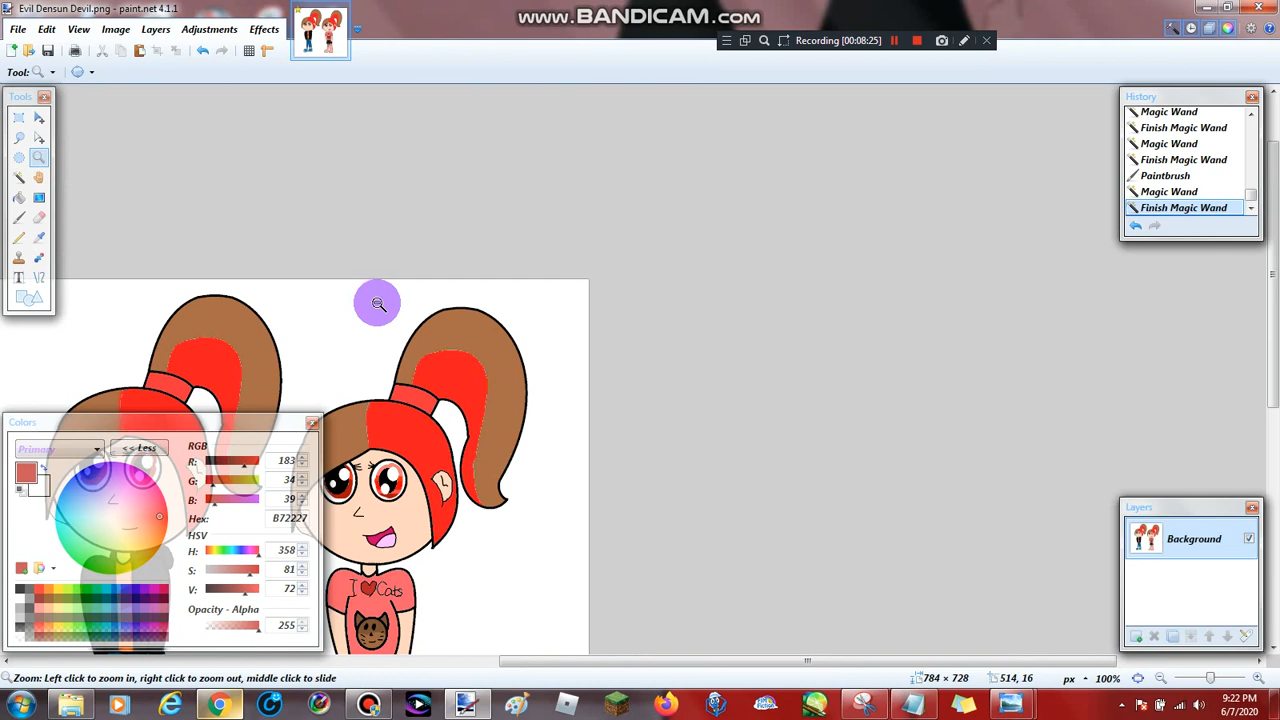 Evil Densun Devil.png - paint.net 4.1.1
www.BANDICAM.com
File Edit View Image Layers Adjustments Effects
Recording [00:08:25]
Tool:
Tools
History
Magic Wand
Finish Magic Wand
Magic Wand
Finish Magic Wand
Paintbrush
Magic Wand
Finish Magic Wand
Colors
Primary
<< Less
RGB
R: 183
G: 34
B: 39
Hex: B72227
HSV
H: 358
S: 81
V: 72
Opacity - Alpha
255
I Cats
Layers
Background
Zoom: Left click to zoom in, right click to zoom out, middle click to slide
784 × 728
514, 16
px
100%
9:22 PM
6/7/2020